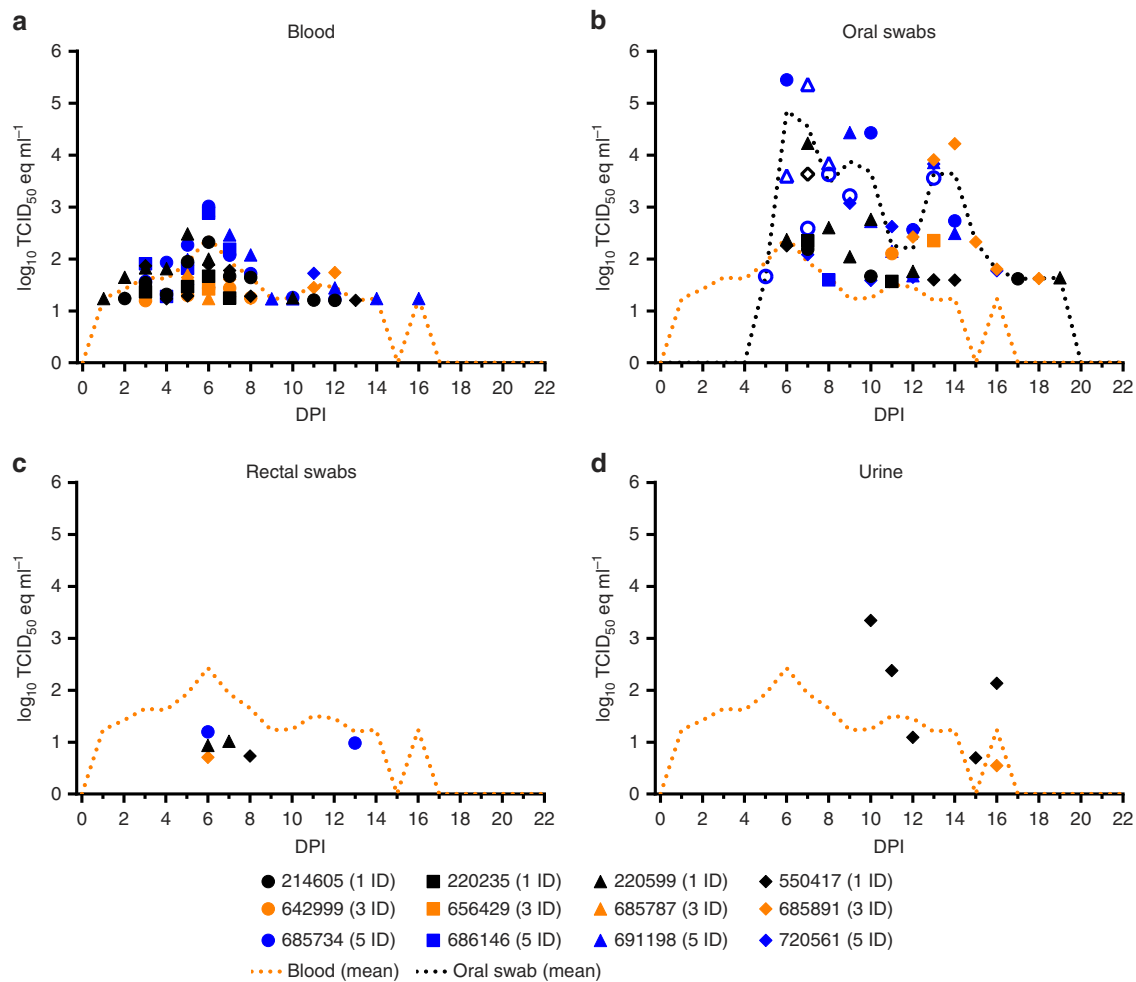 a
Blood
6
5
4
3
2
1
0
log10 TCID50 eq ml–1
0 2 4 6 8 10 12 14 16 18 20 22
DPI
b
Oral swabs
6
5
4
3
2
1
0
log10 TCID50 eq ml–1
0 2 4 6 8 10 12 14 16 18 20 22
DPI
c
Rectal swabs
6
5
4
3
2
1
0
log10 TCID50 eq ml–1
0 2 4 6 8 10 12 14 16 18 20 22
DPI
d
Urine
6
5
4
3
2
1
0
log10 TCID50 eq ml–1
0 2 4 6 8 10 12 14 16 18 20 22
DPI
214605 (1 ID) 220235 (1 ID) 220599 (1 ID) 550417 (1 ID)
642999 (3 ID) 656429 (3 ID) 685787 (3 ID) 685891 (3 ID)
685734 (5 ID) 686146 (5 ID) 691198 (5 ID) 720561 (5 ID)
Blood (mean) Oral swab (mean)